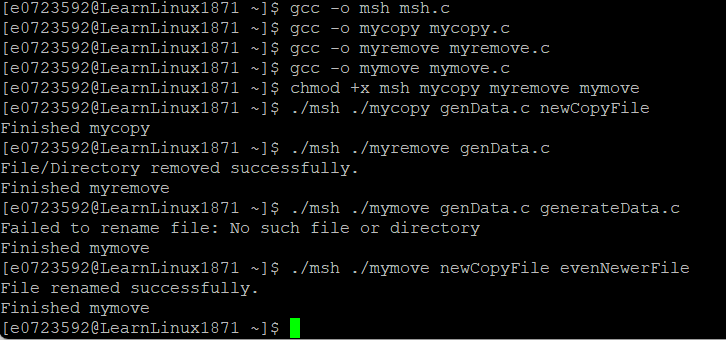 [e0723592@LearnLinux1871 ~]$ gcc -o msh msh.c
[e0723592@LearnLinux1871 ~]$ gcc -o mycopy mycopy.c
[e0723592@LearnLinux1871 ~]$ gcc -o myremove myremove.c
[e0723592@LearnLinux1871 ~]$ gcc -o mymove mymove.c
[e0723592@LearnLinux1871 ~]$ chmod +x msh mycopy myremove mymove
[e0723592@LearnLinux1871 ~]$ ./msh ./mycopy genData.c newCopyFile
Finished mycopy
[e0723592@LearnLinux1871 ~]$ ./msh ./myremove genData.c
File/Directory removed successfully.
Finished myremove
[e0723592@LearnLinux1871 ~]$ ./msh ./mymove genData.c generateData.c
Failed to rename file: No such file or directory
Finished mymove
[e0723592@LearnLinux1871 ~]$ ./msh ./mymove newCopyFile evenNewerFile
File renamed successfully.
Finished mymove
[e0723592@LearnLinux1871 ~]$